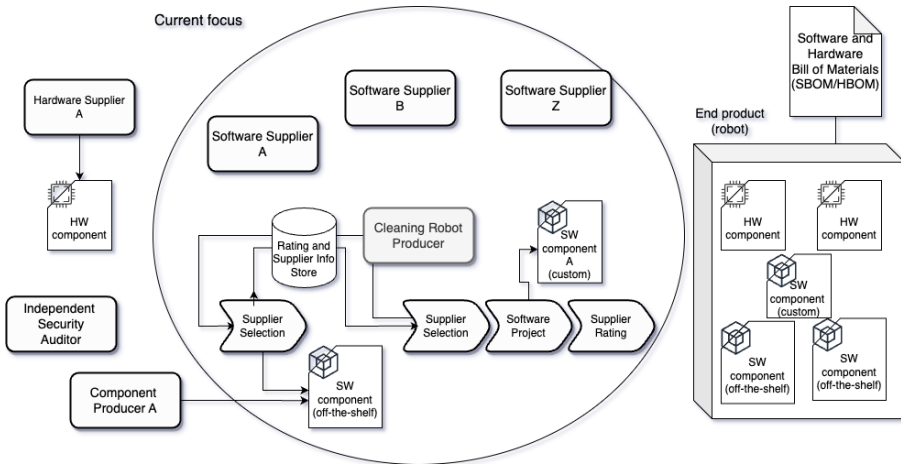 Current focus
Software and
Hardware
Bill of Materials
(SBOM/HBOM)
Hardware Supplier
A
Software Supplier
B
Software Supplier
Z
Software Supplier
A
End product
(robot)
HW
component
Rating and
Supplier Info
Store
Cleaning Robot
Producer
SW
component
A
(custom)
HW
component
HW
component
SW
component
(custom)
Independent
Security
Auditor
Supplier
Selection
Supplier
Selection
Software
Project
Supplier
Rating
SW
component
(off-the-shelf)
Component
Producer A
SW
component
(off-the-shelf)
SW
component
(off-the-shelf)